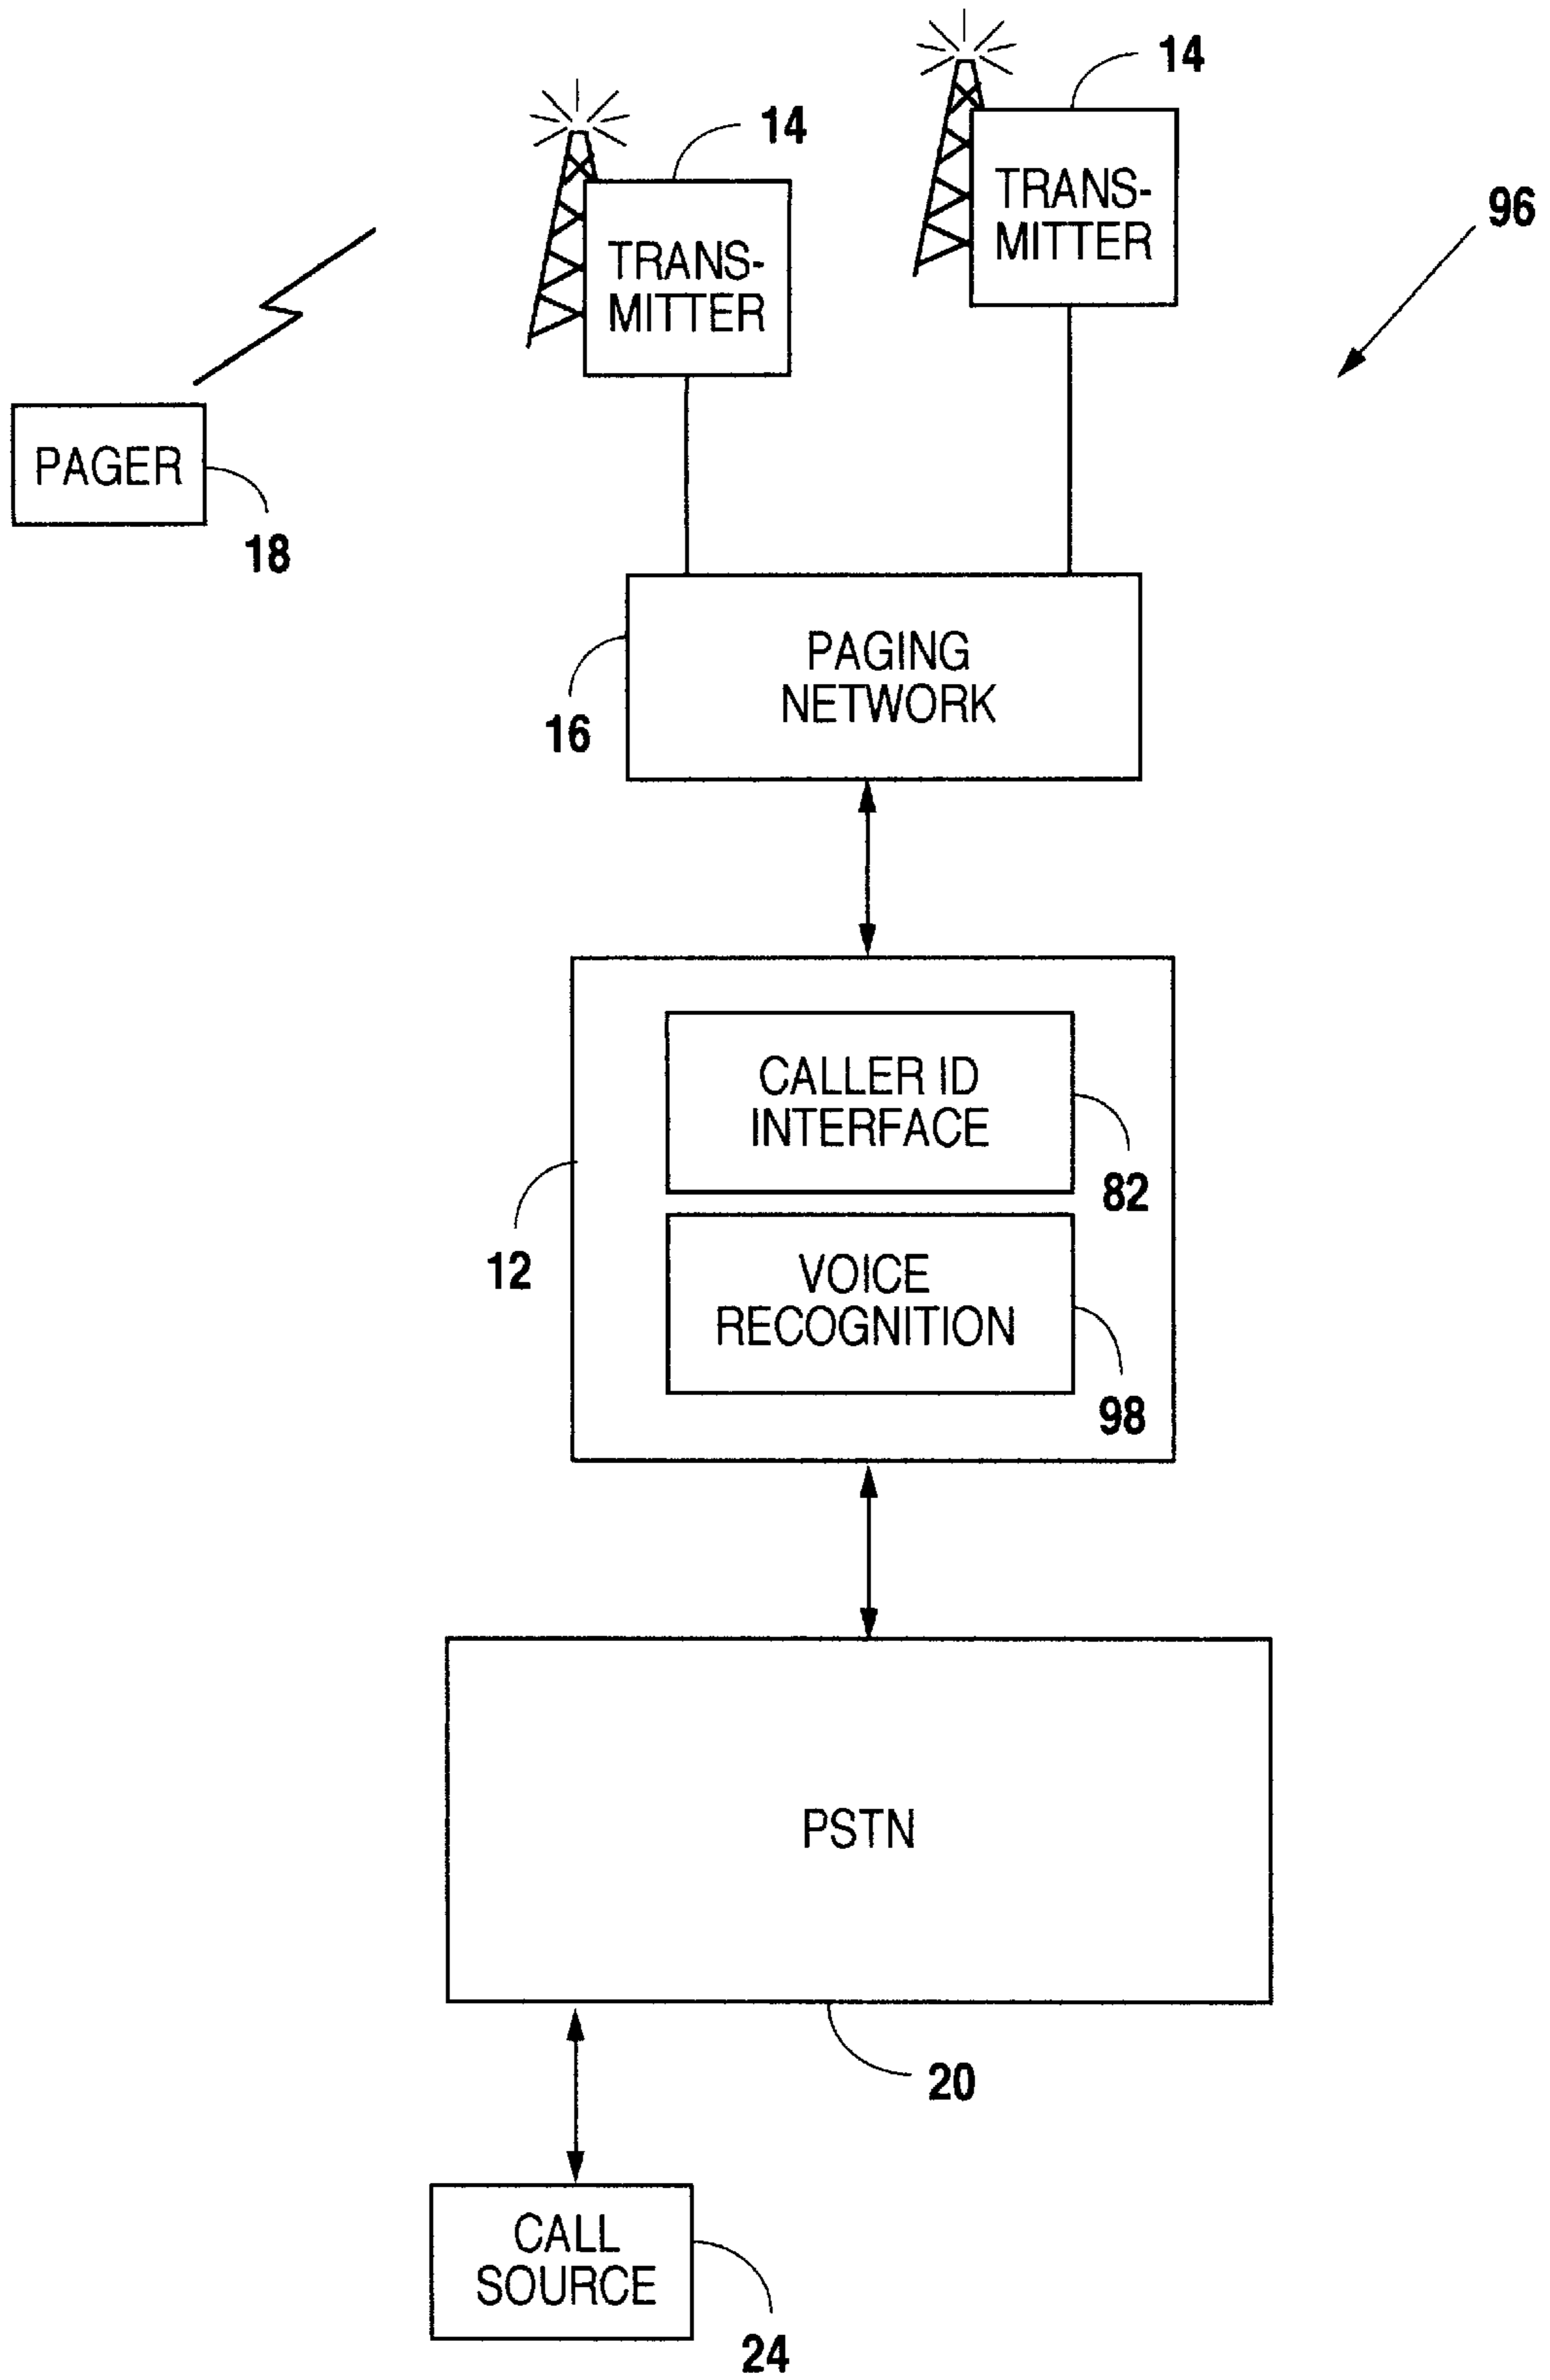 14
14
TRANS-
MITTER
96
TRANS-
MITTER
PAGER
18
PAGING
NETWORK
16
CALLER ID
INTERFACE
82
12
VOICE
RECOGNITION
98
PSTN
20
CALL
SOURCE
24